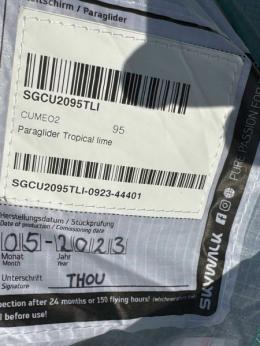 eitschirm / Paraglider
SGCU2095TLI
CUMEO2 95
Paraglider Tropical lime
SGCU2095TLI-0923-44401
Herstellungsdatum / Stückprüfung
Date of production / Comissioning date
05-2023
Monat Jahr
Month Year
Unterschrift THOU
Signature
pection after 24 months or 150 flying hours!
l before use!
SKYWALK
PURE PASSION FOR